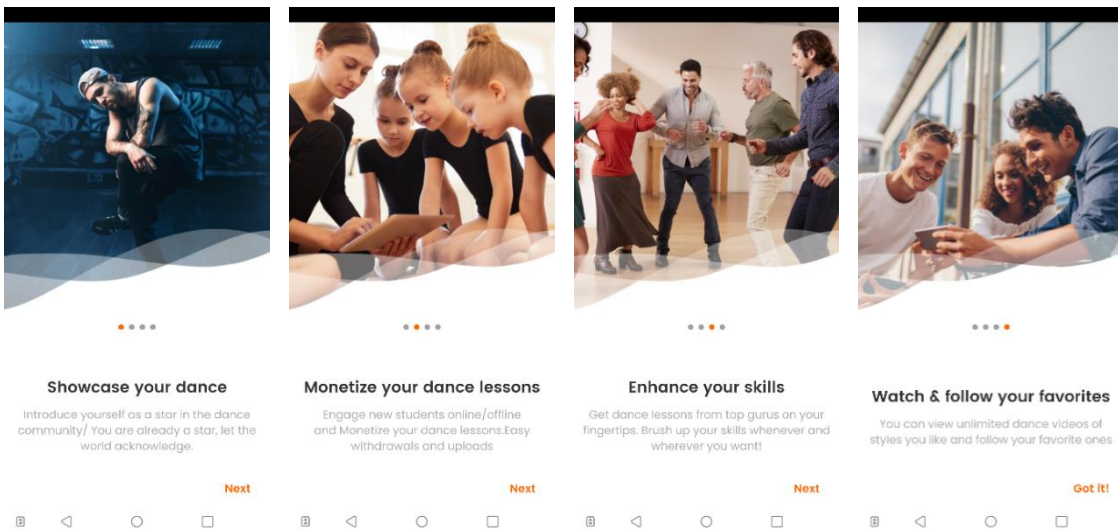 Showcase your dance
Introduce yourself as a star in the dance
community/ You are already a star, let the
world acknowledge.
Next
Monetize your dance lessons
Engage new students online/offline
and Monetize your dance lessons.Easy
withdrawals and uploads
Next
Enhance your skills
Get dance lessons from top gurus on your
fingertips. Brush up your skills whenever and
wherever you want!
Next
Watch & follow your favorites
You can view unlimited dance videos of
styles you like and follow your favorite ones
Got it!